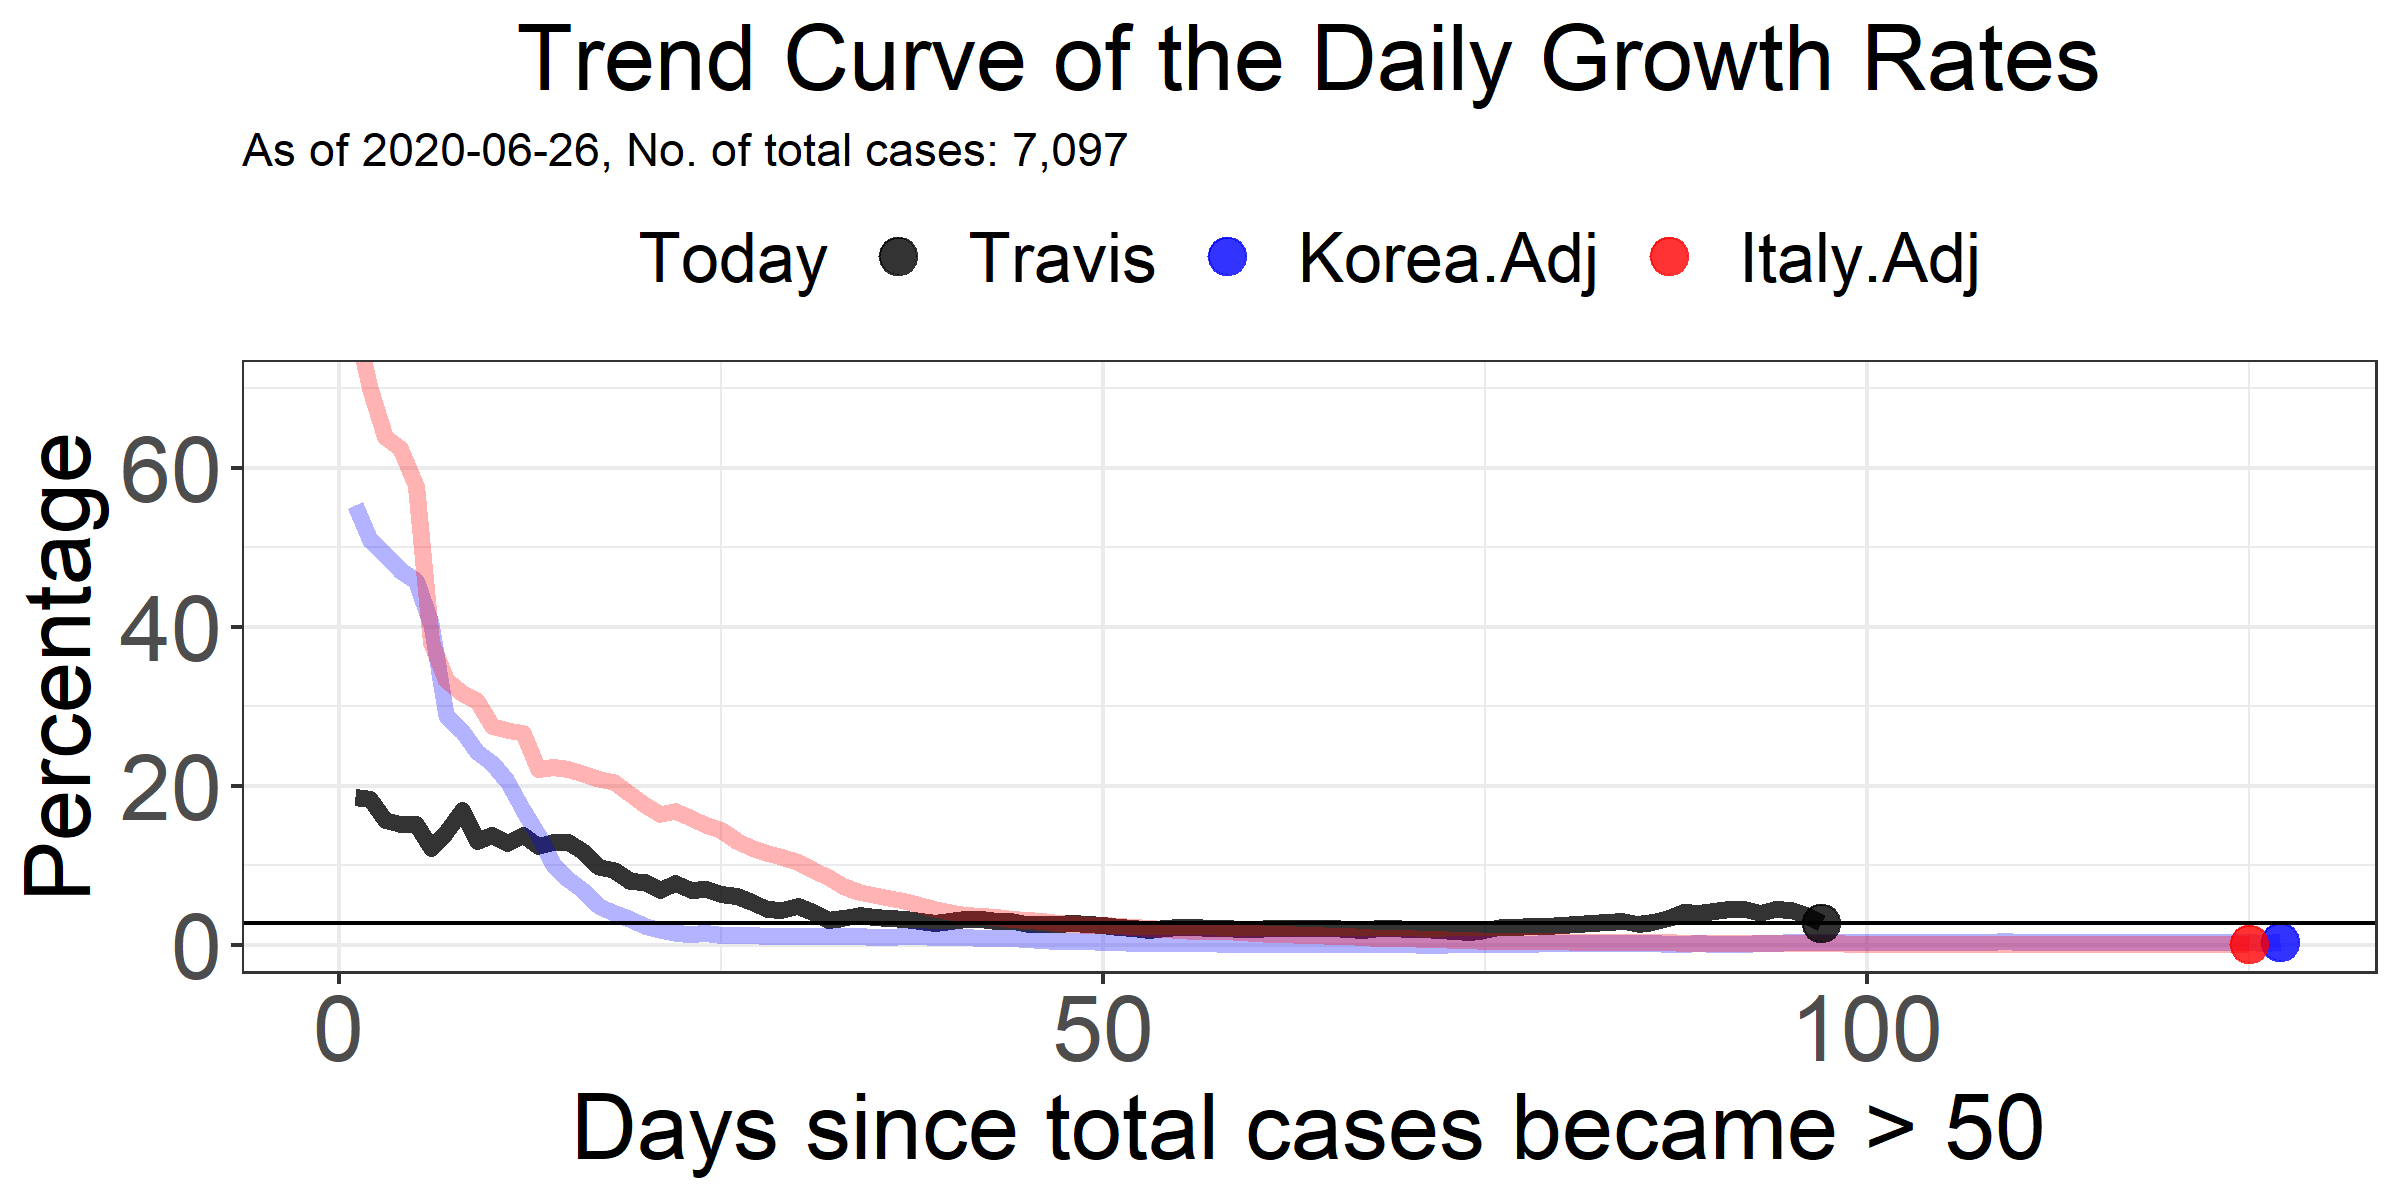 Trend Curve of the Daily Growth Rates
As of 2020-06-26, No. of total cases: 7,097
Today Travis Korea.Adj Italy.Adj
Percentage
60
40
20
0
0 50 100
Days since total cases became > 50